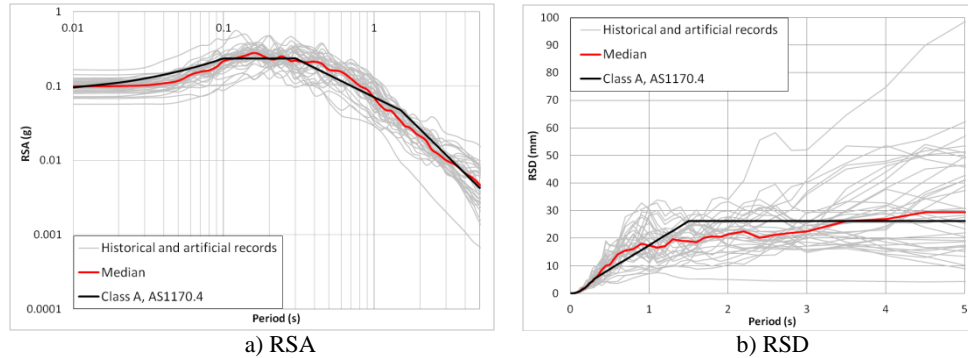 0.01 0.1 1
1
0.1
0.01
0.001
0.0001
RSA (g)
Historical and artificial records
Median
Class A, AS1170.4
Period (s)
a) RSA
100
90
80
70
60
50
40
30
20
10
0
RSD (mm)
Historical and artificial records
Median
Class A, AS1170.4
0 1 2 3 4 5
Period (s)
b) RSD